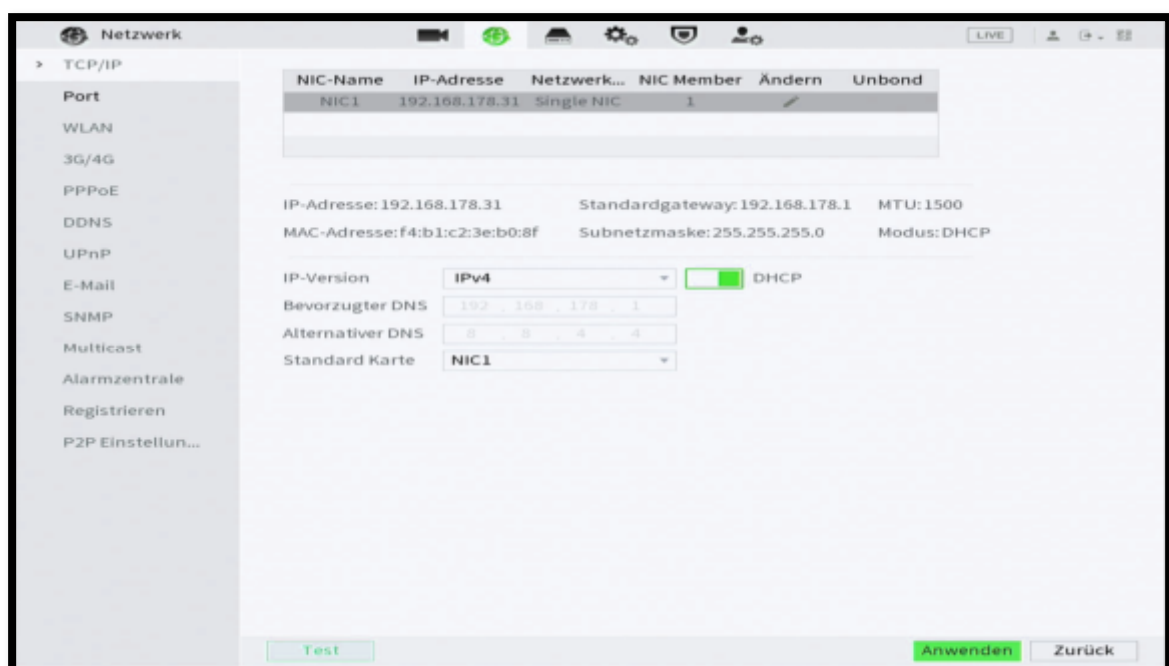 Netzwerk
LIVE
TCP/IP
Port
WLAN
3G/4G
PPPoE
DDNS
UPnP
E-Mail
SNMP
Multicast
Alarmzentrale
Registrieren
P2P Einstellun...
NIC-Name IP-Adresse Netzwerk... NIC Member Ändern Unbond
NIC1 192.168.178.31 Single NIC 1
IP-Adresse:192.168.178.31 Standardgateway:192.168.178.1 MTU:1500
MAC-Adresse:f4:b1:c2:3e:b0:8f Subnetzmaske:255.255.255.0 Modus:DHCP
IP-Version IPv4 DHCP
Bevorzugter DNS 192 . 168 . 178 . 1
Alternativer DNS 8 . 8 . 4 . 4
Standard Karte NIC1
Test Anwenden Zurück